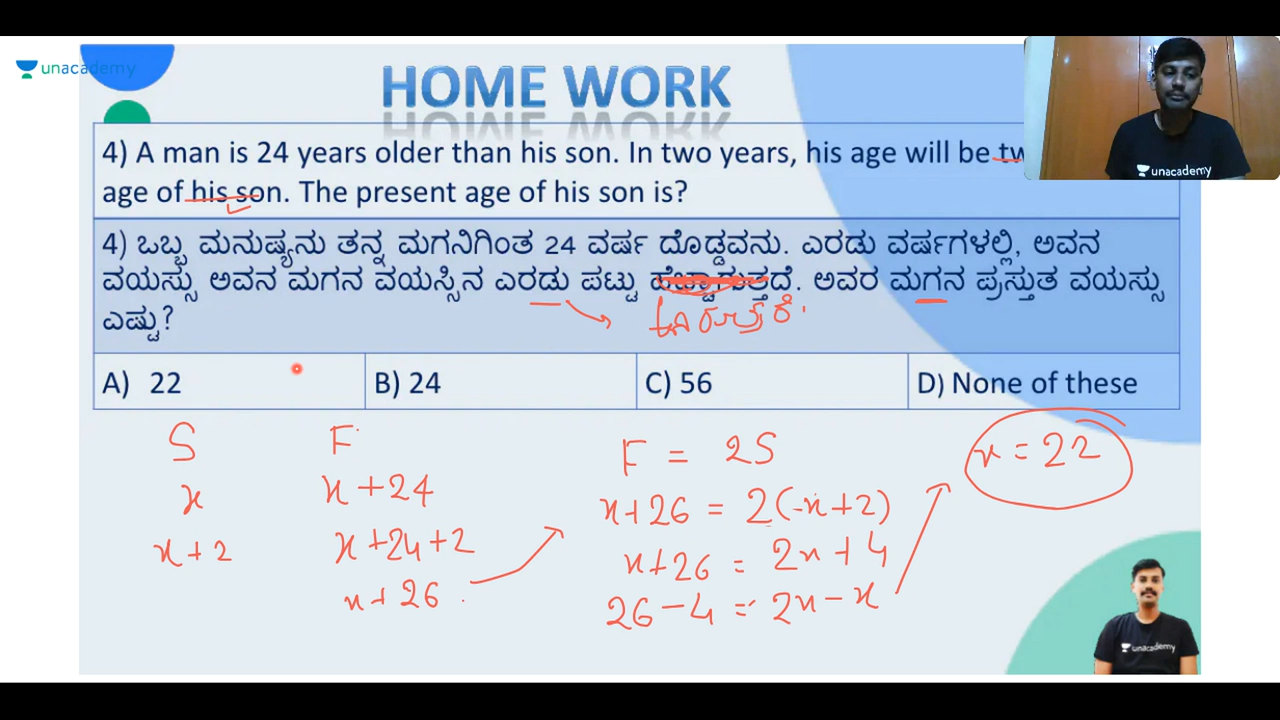 unacademy
HOME WORK
4) A man is 24 years older than his son. In two years, his age will be tw
age of his son. The present age of his son is?
4) ಒಬ್ಬ ಮನುಷ್ಯನು ತನ್ನ ಮಗನಿಗಿಂತ 24 ವರ್ಷ ದೊಡ್ಡವನು. ಎರಡು ವರ್ಷಗಳಲ್ಲಿ, ಅವನ
ವಯಸ್ಸು ಅವನ ಮಗನ ವಯಸ್ಸಿನ ಎರಡು ಪಟ್ಟು ಹೆಚ್ಚಾಗುತ್ತದೆ. ಅವರ ಮಗನ ಪ್ರಸ್ತುತ ವಯಸ್ಸು
ಎಷ್ಟು?
A) 22 B) 24 C) 56 D) None of these
S F F = 2S x = 22
x x+24 x+26 = 2(x+2)
x+2 x+24+2 x+26 = 2x+4
x+26 26-4 = 2x-x
unacademy
unacademy